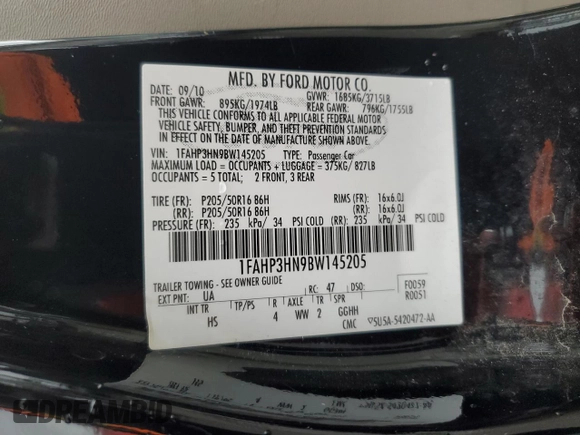 MFD. BY FORD MOTOR CO.
DATE: 09/10 GVWR: 1685KG/3715LB
FRONT GAWR: 895KG/1974LB REAR GAWR: 796KG/1755LB
THIS VEHICLE CONFORMS TO ALL APPLICABLE FEDERAL MOTOR
VEHICLE SAFETY, BUMPER, AND THEFT PREVENTION STANDARDS
IN EFFECT ON THE DATE OF MANUFACTURE SHOWN ABOVE.
VIN: 1FAHP3HN9BW145205 TYPE: Passenger Car
MAXIMUM LOAD = OCCUPANTS + LUGGAGE = 375KG/ 827LB
OCCUPANTS = 5 TOTAL; 2 FRONT, 3 REAR
TIRE (FR): P205/50R16 86H RIMS (FR): 16x6.0J
(RR): P205/50R16 86H (RR): 16x6.0J
PRESSURE (FR): 235 kPa/ 34 PSI COLD (RR): 235 kPa/ 34 PSI COLD
1FAHP3HN9BW145205
TRAILER TOWING - SEE OWNER GUIDE
EXT PNT: UA RC: 47 DSO: F0059
R0051
INT TR TP/PS R AXLE TR SPR
HS 4 WW 2 GGHH
CMC 5U5A-5420472-AA
DREAMBID